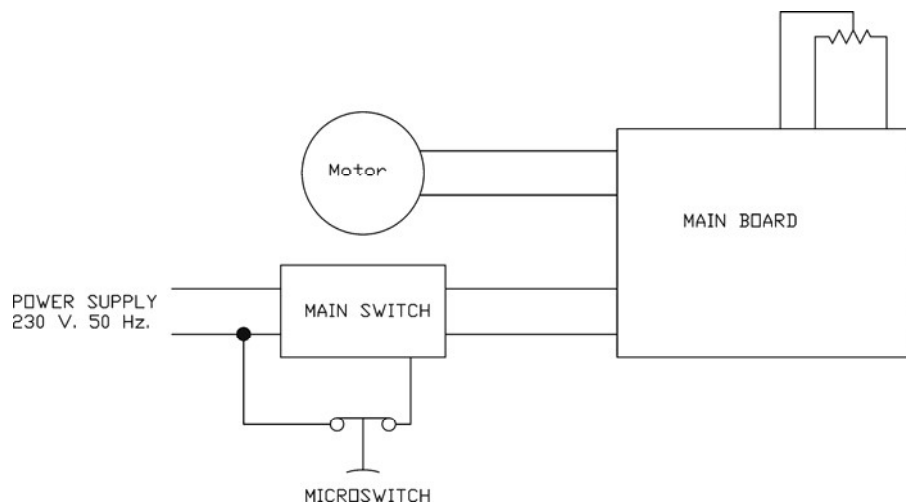 Motor
MAIN BOARD
POWER SUPPLY
230 V. 50 Hz.
MAIN SWITCH
MICROSWITCH